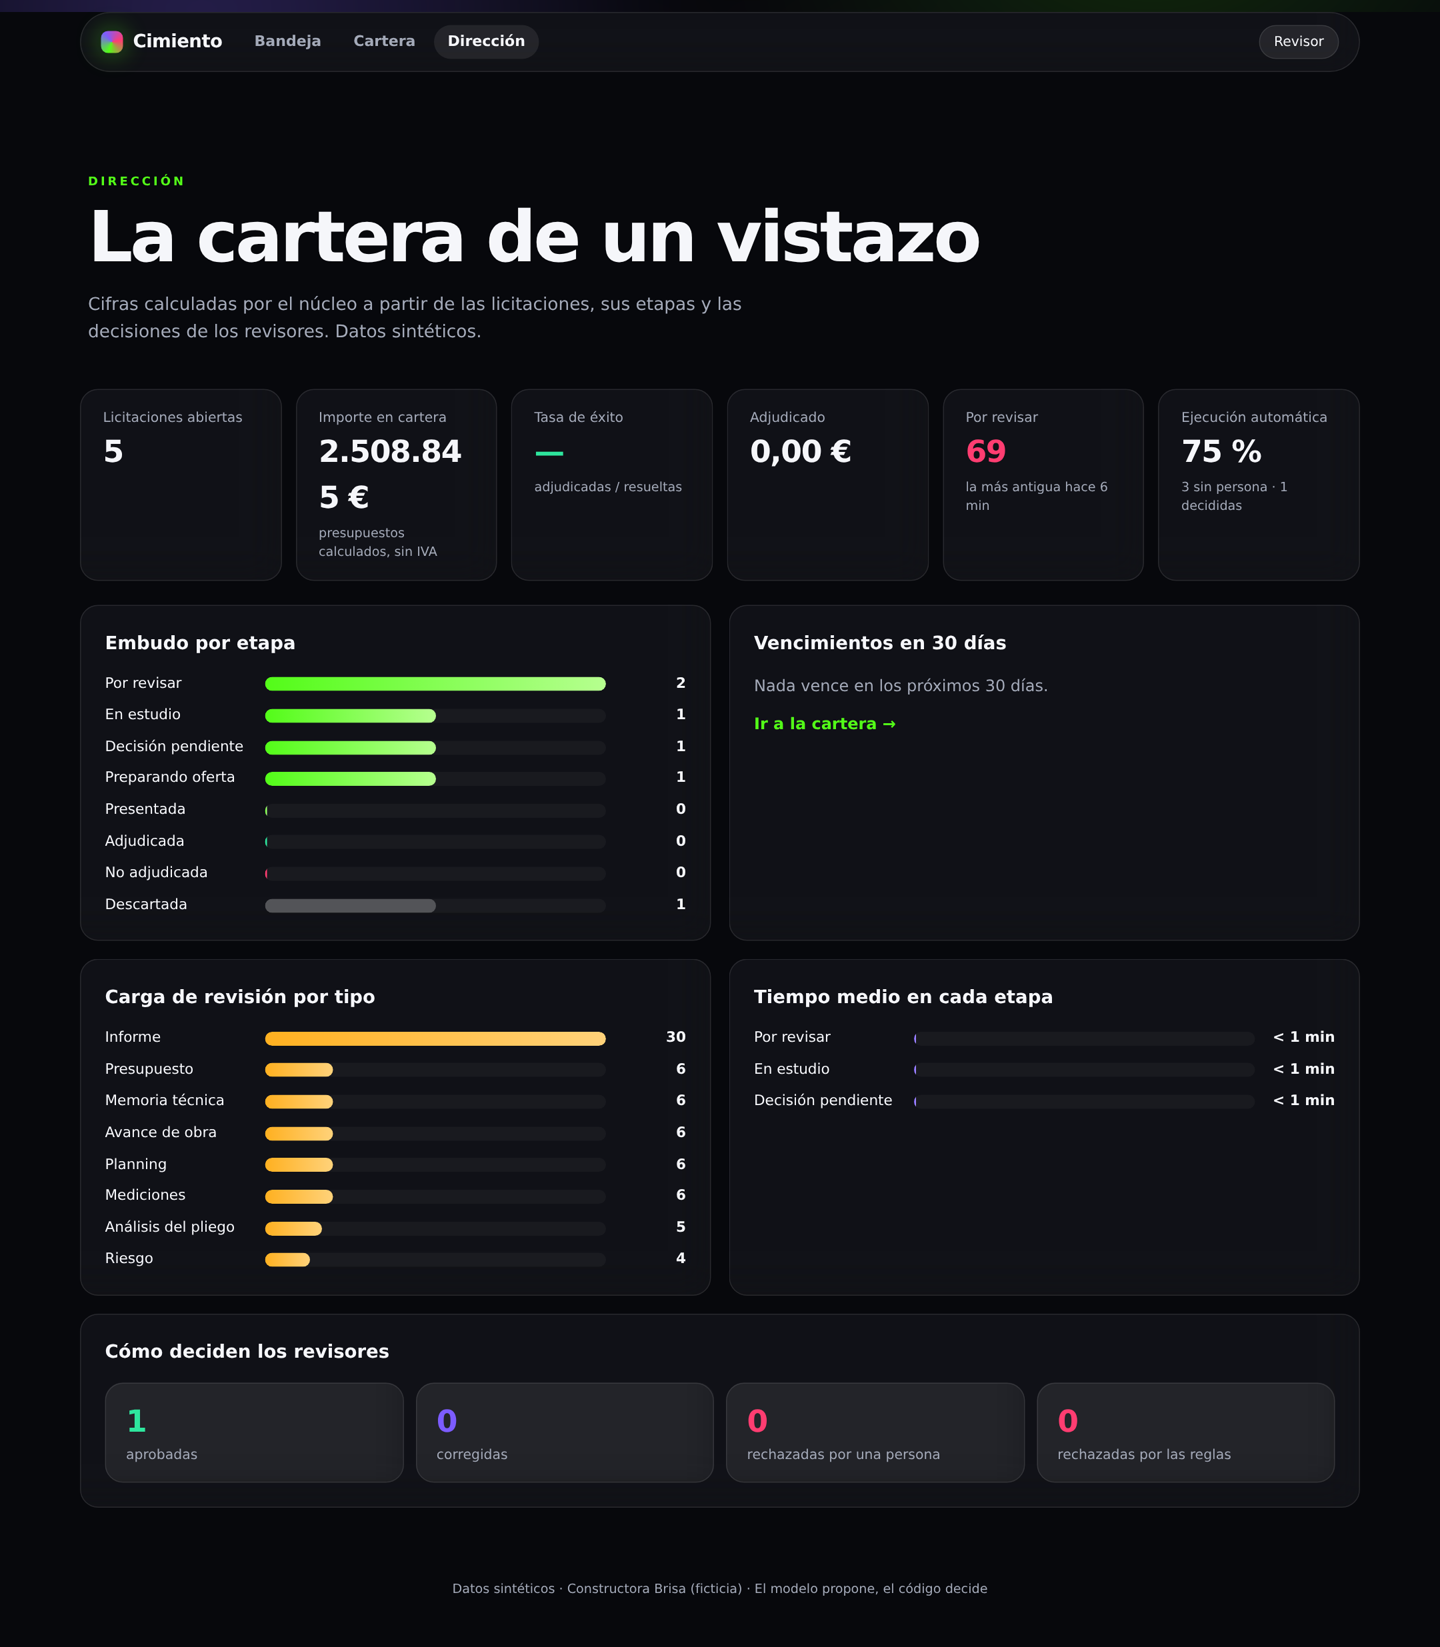 Cimiento
Bandeja
Cartera
Dirección
Revisor
DIRECCIÓN
La cartera de un vistazo
Cifras calculadas por el núcleo a partir de las licitaciones, sus etapas y las
decisiones de los revisores. Datos sintéticos.
Licitaciones abiertas
5
Importe en cartera
2.508.84
5 €
presupuestos
calculados, sin IVA
Tasa de éxito
—
adjudicadas / resueltas
Adjudicado
0,00 €
Por revisar
69
la más antigua hace 6
min
Ejecución automática
75 %
3 sin persona · 1
decididas
Embudo por etapa
Por revisar 2
En estudio 1
Decisión pendiente 1
Preparando oferta 1
Presentada 0
Adjudicada 0
No adjudicada 0
Descartada 1
Vencimientos en 30 días
Nada vence en los próximos 30 días.
Ir a la cartera →
Carga de revisión por tipo
Informe 30
Presupuesto 6
Memoria técnica 6
Avance de obra 6
Planning 6
Mediciones 6
Análisis del pliego 5
Riesgo 4
Tiempo medio en cada etapa
Por revisar < 1 min
En estudio < 1 min
Decisión pendiente < 1 min
Cómo deciden los revisores
1
aprobadas
0
corregidas
0
rechazadas por una persona
0
rechazadas por las reglas
Datos sintéticos · Constructora Brisa (ficticia) · El modelo propone, el código decide